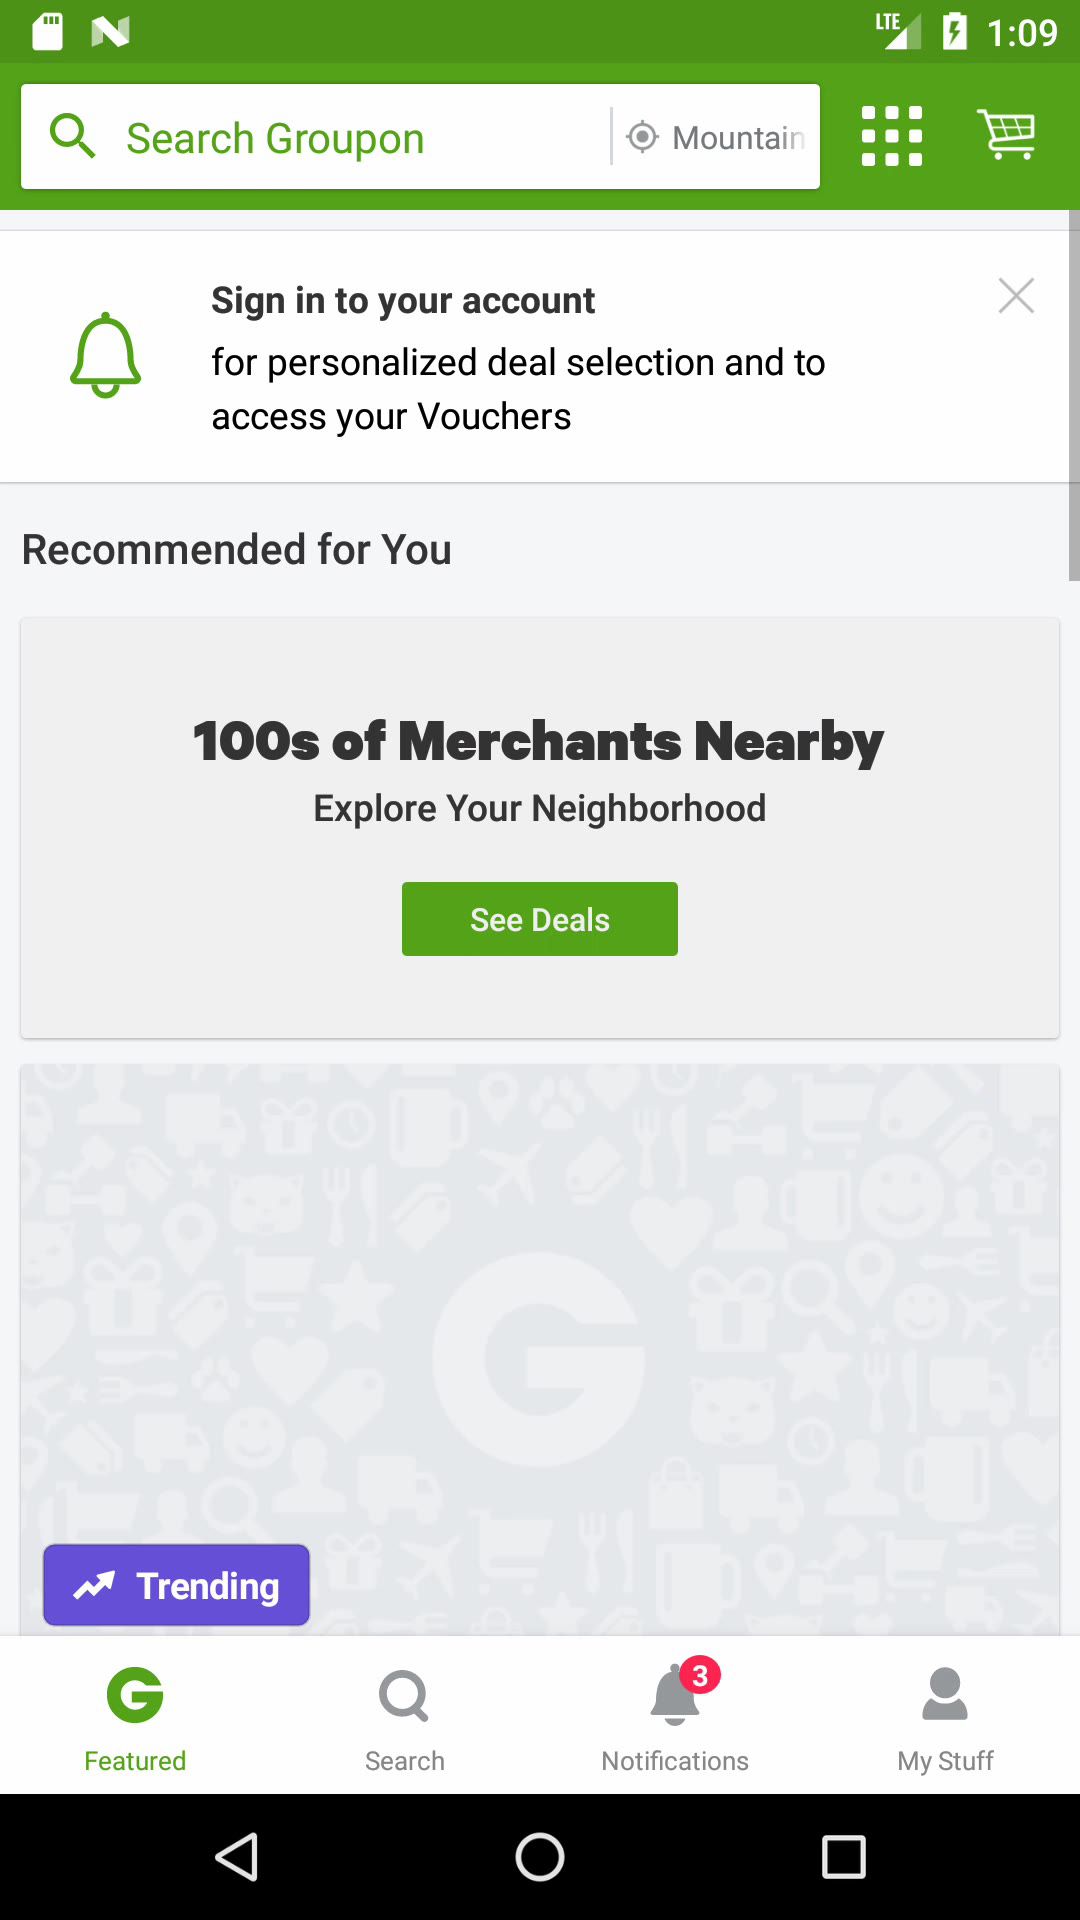 LTE
1:09
Search Groupon
Mountain
Sign in to your account
for personalized deal selection and to
access your Vouchers
Recommended for You
100s of Merchants Nearby
Explore Your Neighborhood
See Deals
G
Trending
G
3
Featured
Search
Notifications
My Stuff